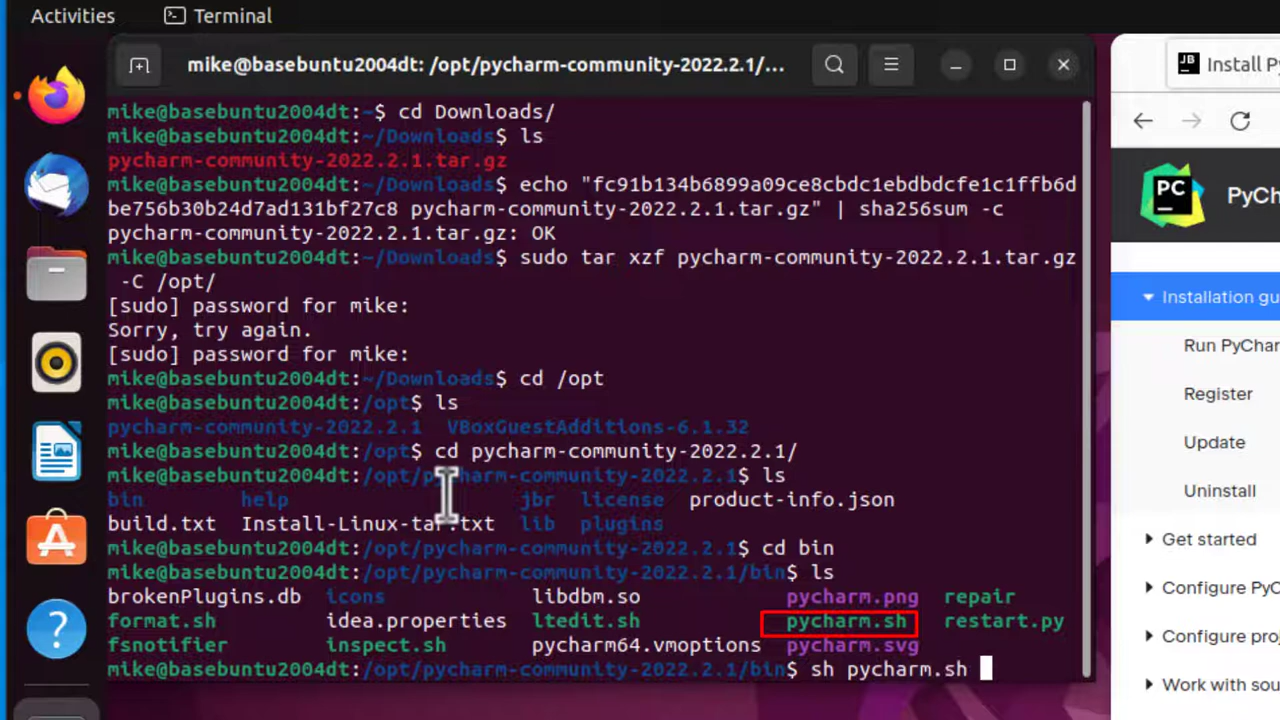 Activities
Terminal
mike@basebuntu2004dt: /opt/pycharm-community-2022.2.1/...
mike@basebuntu2004dt:~$ cd Downloads/
mike@basebuntu2004dt:~/Downloads$ ls
pycharm-community-2022.2.1.tar.gz
mike@basebuntu2004dt:~/Downloads$ echo "fc91b134b6899a09ce8cbdc1ebdbdcfe1c1ffb6d
be756b30b24d7ad131bf27c8 pycharm-community-2022.2.1.tar.gz" | sha256sum -c
pycharm-community-2022.2.1.tar.gz: OK
mike@basebuntu2004dt:~/Downloads$ sudo tar xzf pycharm-community-2022.2.1.tar.gz
-C /opt/
[sudo] password for mike:
Sorry, try again.
[sudo] password for mike:
mike@basebuntu2004dt:~/Downloads$ cd /opt
mike@basebuntu2004dt:/opt$ ls
pycharm-community-2022.2.1 VBoxGuestAdditions-6.1.32
mike@basebuntu2004dt:/opt$ cd pycharm-community-2022.2.1/
mike@basebuntu2004dt:/opt/pycharm-community-2022.2.1$ ls
bin help jbr license product-info.json
build.txt Install-Linux-tar.txt lib plugins
mike@basebuntu2004dt:/opt/pycharm-community-2022.2.1$ cd bin
mike@basebuntu2004dt:/opt/pycharm-community-2022.2.1/bin$ ls
brokenPlugins.db icons libdbm.so pycharm.png repair
format.sh idea.properties ltedit.sh pycharm.sh restart.py
fsnotifier inspect.sh pycharm64.vmoptions pycharm.svg
mike@basebuntu2004dt:/opt/pycharm-community-2022.2.1/bin$ sh pycharm.sh
JB
Install Py
PC
PyCh
Installation gu
Run PyChar
Register
Update
Uninstall
Get started
Configure PyC
Configure proj
Work with sou